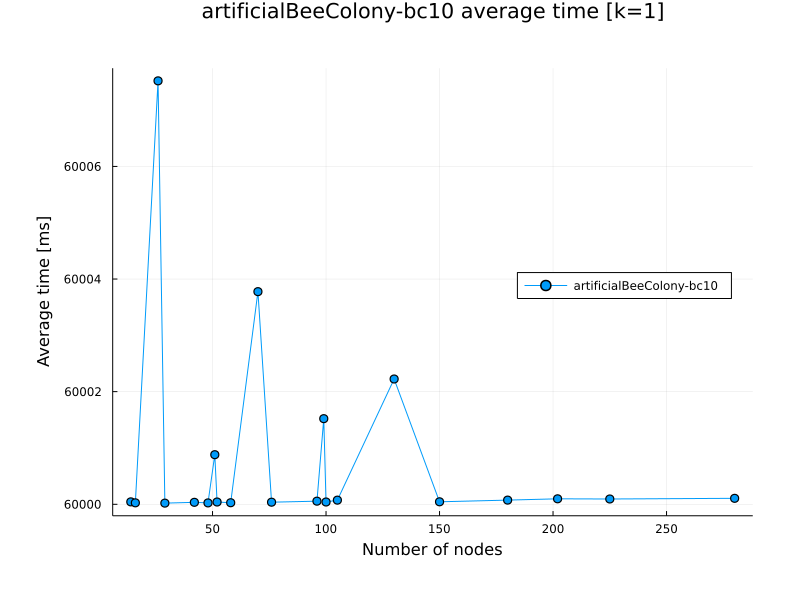 artificialBeeColony-bc10 average time [k=1]
Average time [ms]
60006
60004
60002
60000
artificialBeeColony-bc10
50 100 150 200 250
Number of nodes